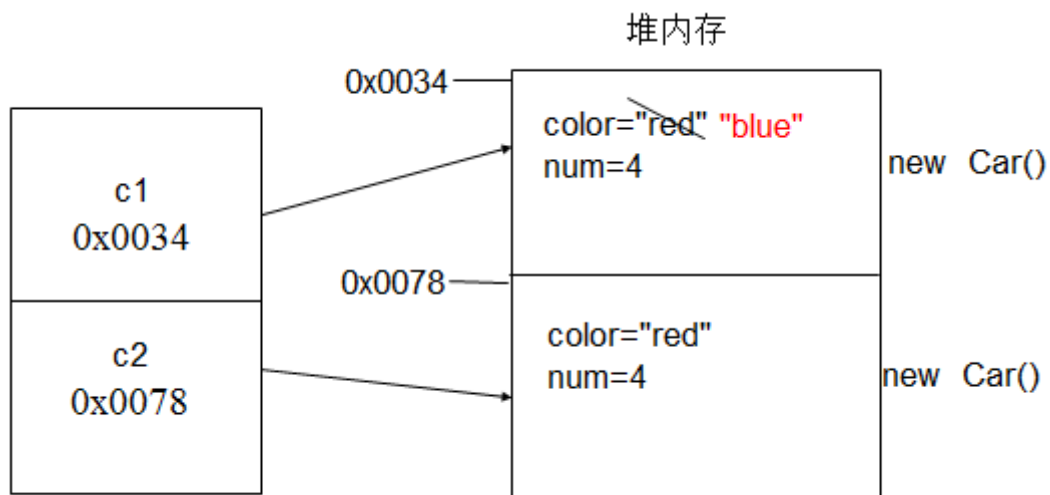 堆内存
0x0034
color="red" "blue"
num=4
new Car()
c1
0x0034
0x0078
color="red"
num=4
new Car()
c2
0x0078